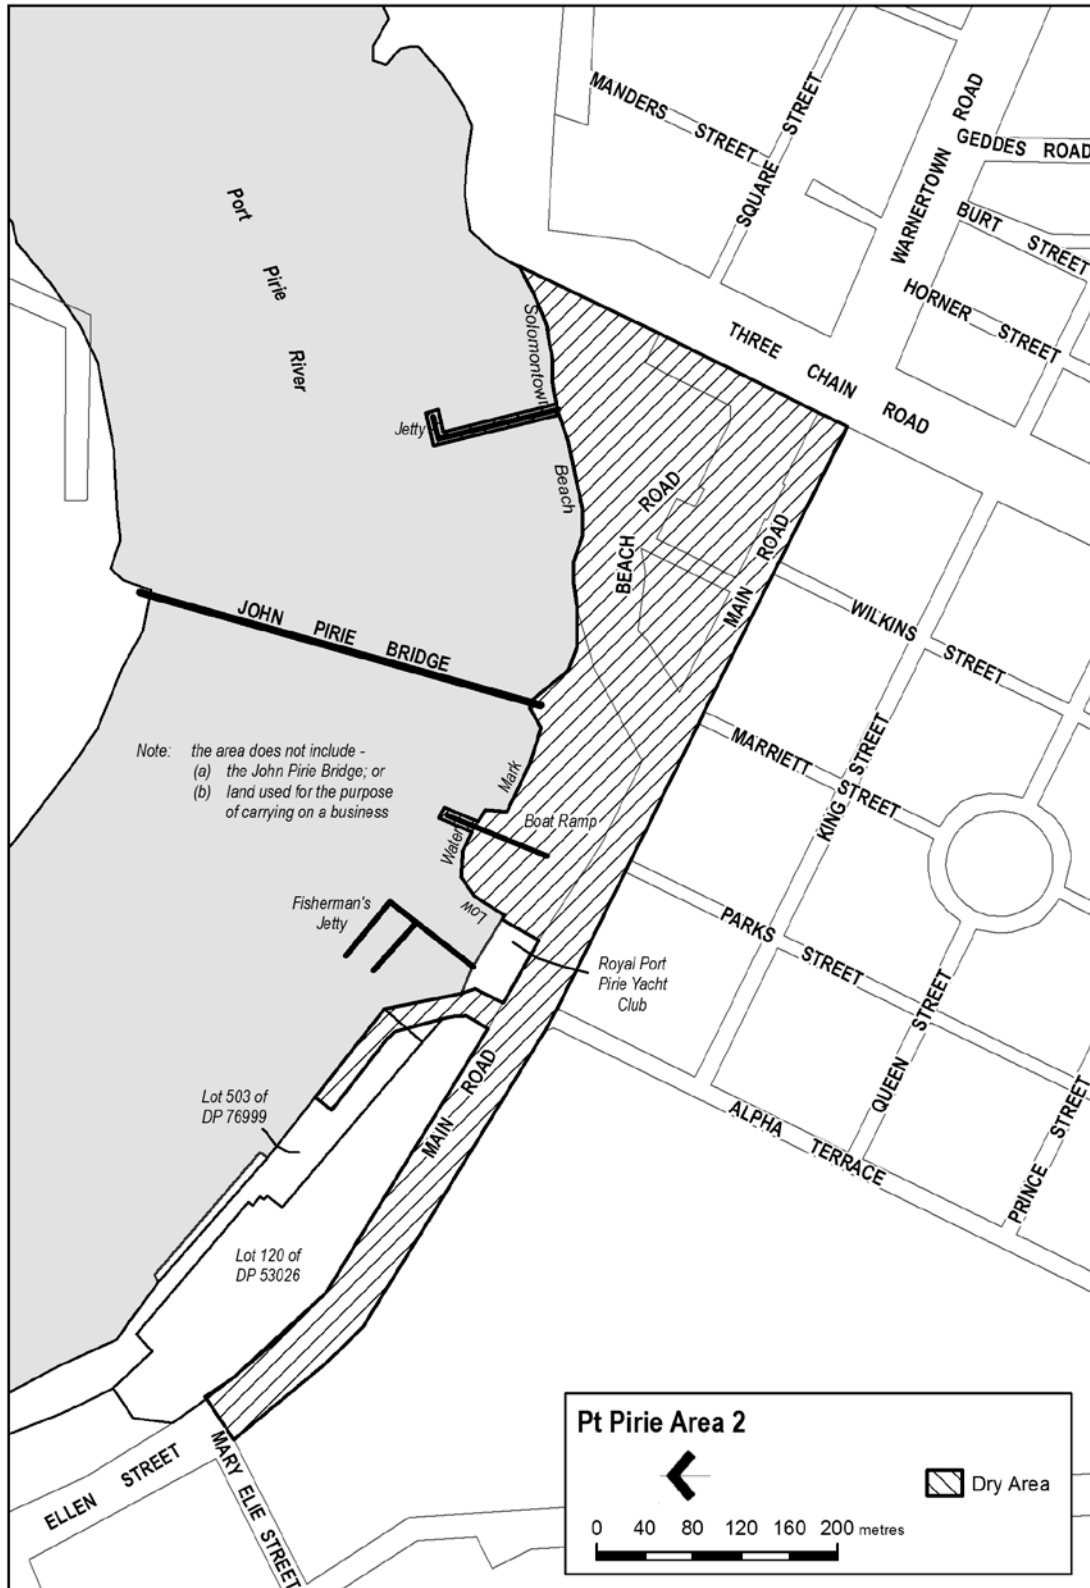 MANDERS STREET
SQUARE STREET
WARNERTOWN ROAD
GEDDES ROAD
BURT STREET
HORNER STREET
THREE CHAIN ROAD
Port Pirie River
Solomontown Beach
Jetty
BEACH ROAD
MAIN ROAD
JOHN PIRIE BRIDGE
WILKINS STREET
MARRIETT STREET
KING STREET
Note: the area does not include -
(a) the John Pirie Bridge; or
(b) land used for the purpose
of carrying on a business
Low Water Mark
Boat Ramp
Fisherman's
Jetty
Royal Port
Pirie Yacht
Club
PARKS STREET
QUEEN STREET
PRINCE STREET
ALPHA TERRACE
MAIN ROAD
Lot 503 of
DP 76999
Lot 120 of
DP 53026
ELLEN STREET
MARY ELIE STREET
Pt Pirie Area 2
Dry Area
0 40 80 120 160 200 metres